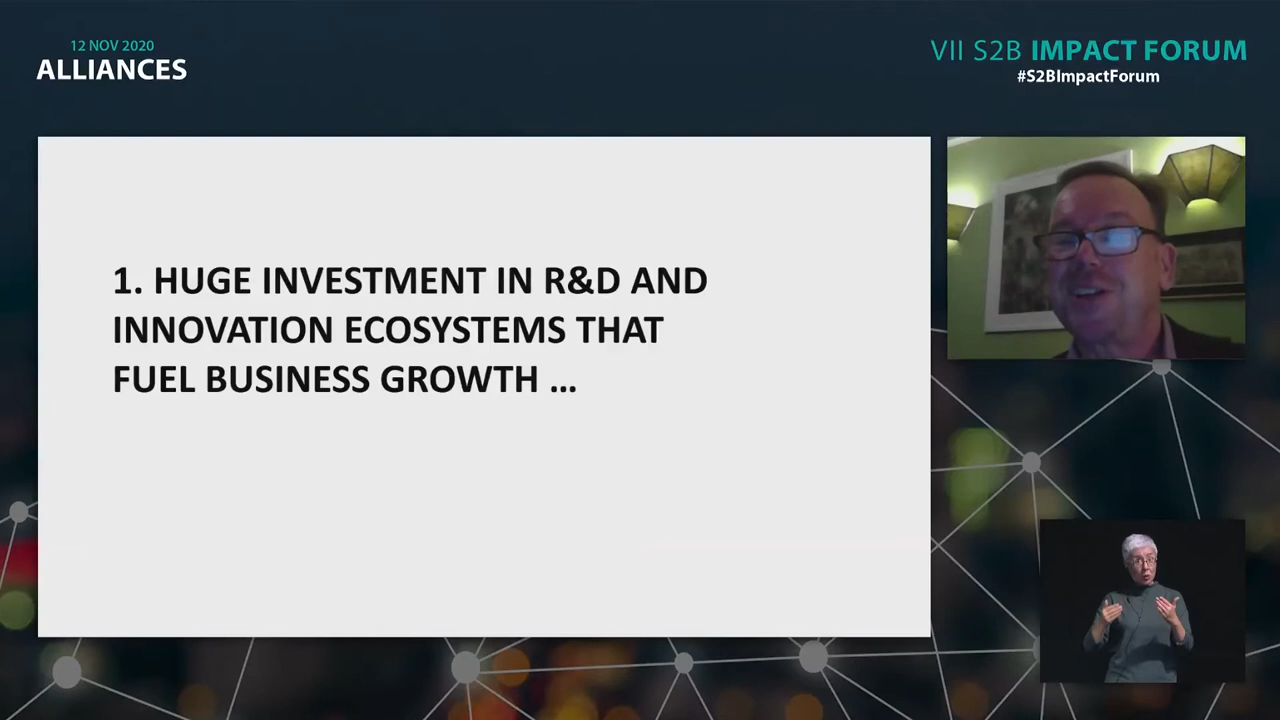 12 NOV 2020
ALLIANCES
VII S2B IMPACT FORUM
#S2BImpactForum
1. HUGE INVESTMENT IN R&D AND
INNOVATION ECOSYSTEMS THAT
FUEL BUSINESS GROWTH ...